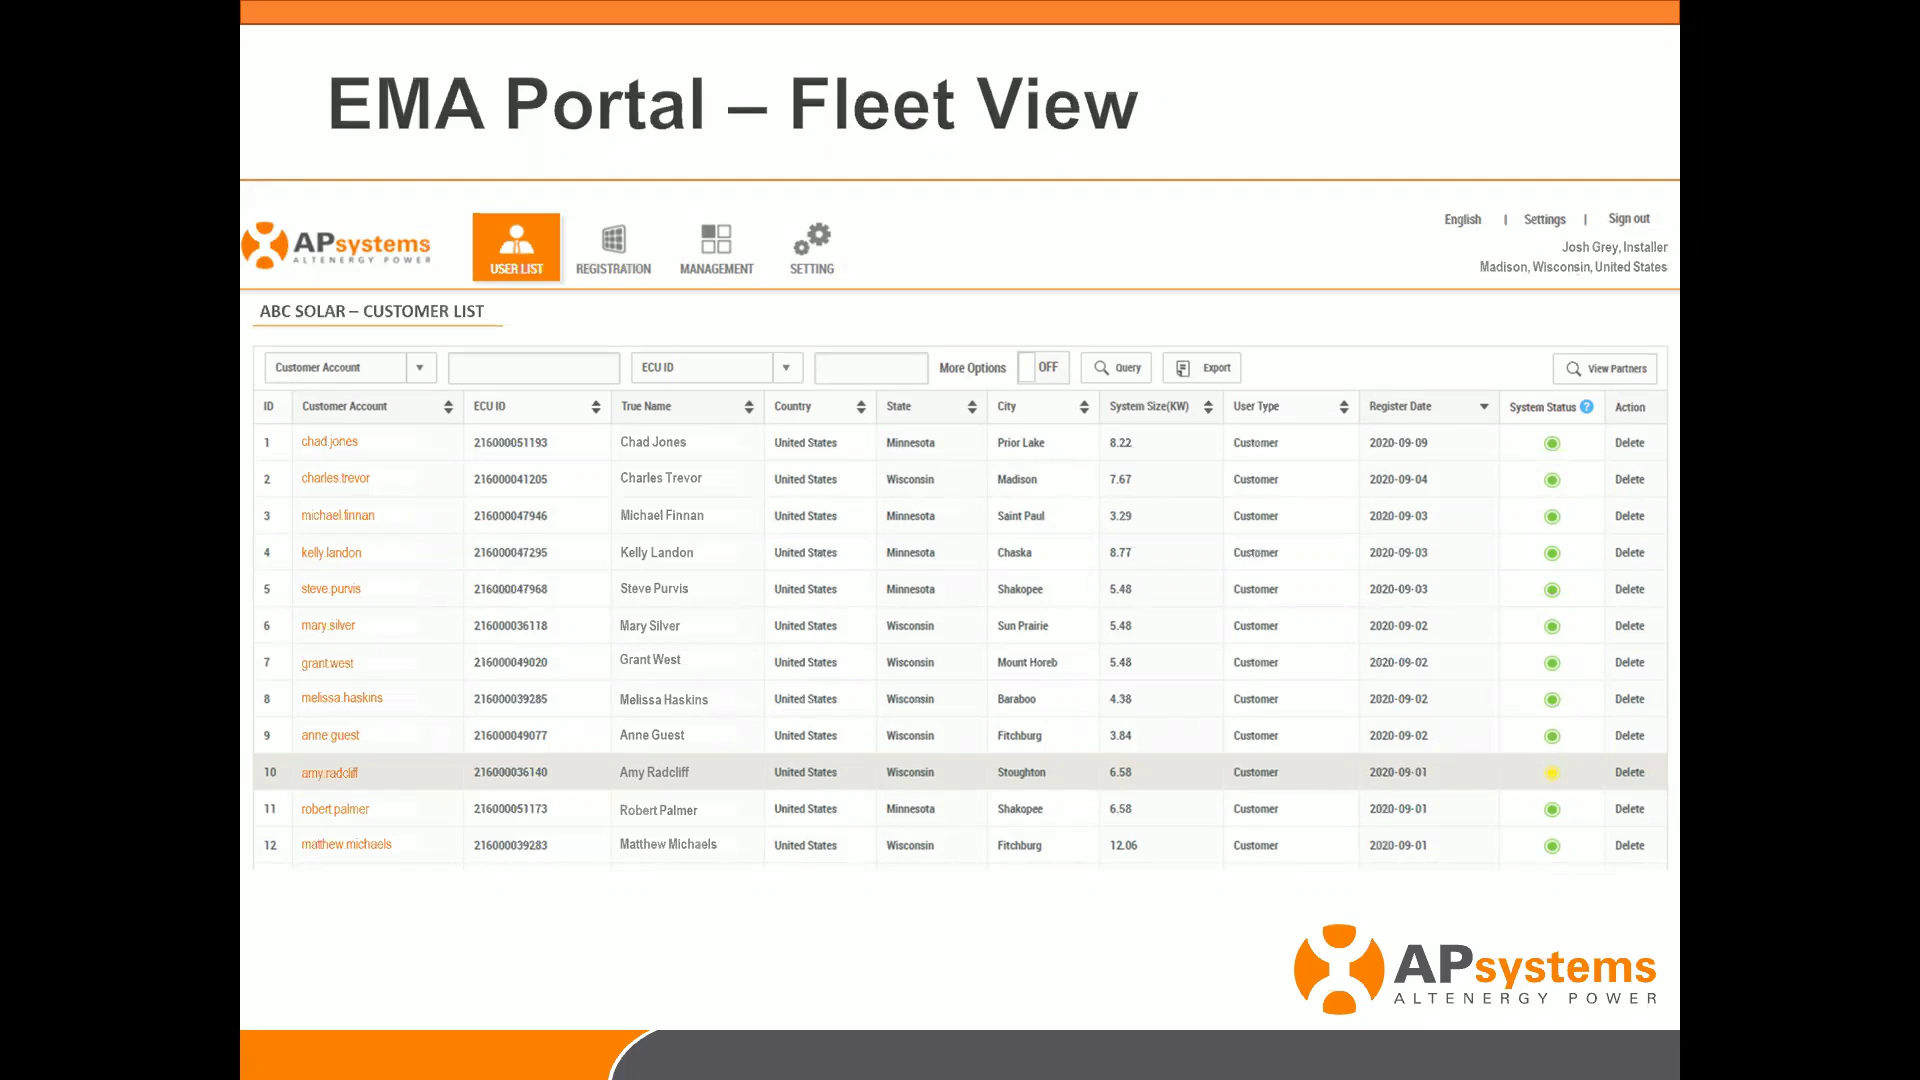 EMA Portal – Fleet View
English | Settings | Sign out
Josh Grey, Installer
Madison, Wisconsin, United States
APsystems
ALTENERGY POWER
USER LIST REGISTRATION MANAGEMENT SETTING
ABC SOLAR – CUSTOMER LIST
Customer Account ECU ID More Options OFF Query Export View Partners
ID Customer Account ECU ID True Name Country State City System Size(KW) User Type Register Date System Status ? Action
1 chad.jones 216000051193 Chad Jones United States Minnesota Prior Lake 8.22 Customer 2020-09-09 Delete
2 charles.trevor 216000041205 Charles Trevor United States Wisconsin Madison 7.67 Customer 2020-09-04 Delete
3 michael.finnan 216000047946 Michael Finnan United States Minnesota Saint Paul 3.29 Customer 2020-09-03 Delete
4 kelly.landon 216000047295 Kelly Landon United States Minnesota Chaska 8.77 Customer 2020-09-03 Delete
5 steve.purvis 216000047968 Steve Purvis United States Minnesota Shakopee 5.48 Customer 2020-09-03 Delete
6 mary.silver 216000036118 Mary Silver United States Wisconsin Sun Prairie 5.48 Customer 2020-09-02 Delete
7 grant.west 216000049020 Grant West United States Wisconsin Mount Horeb 5.48 Customer 2020-09-02 Delete
8 melissa.haskins 216000039285 Melissa Haskins United States Wisconsin Baraboo 4.38 Customer 2020-09-02 Delete
9 anne.guest 216000049077 Anne Guest United States Wisconsin Fitchburg 3.84 Customer 2020-09-02 Delete
10 amy.radcliff 216000036140 Amy Radcliff United States Wisconsin Stoughton 6.58 Customer 2020-09-01 Delete
11 robert.palmer 216000051173 Robert Palmer United States Minnesota Shakopee 6.58 Customer 2020-09-01 Delete
12 matthew.michaels 216000039283 Matthew Michaels United States Wisconsin Fitchburg 12.06 Customer 2020-09-01 Delete
APsystems
ALTENERGY POWER